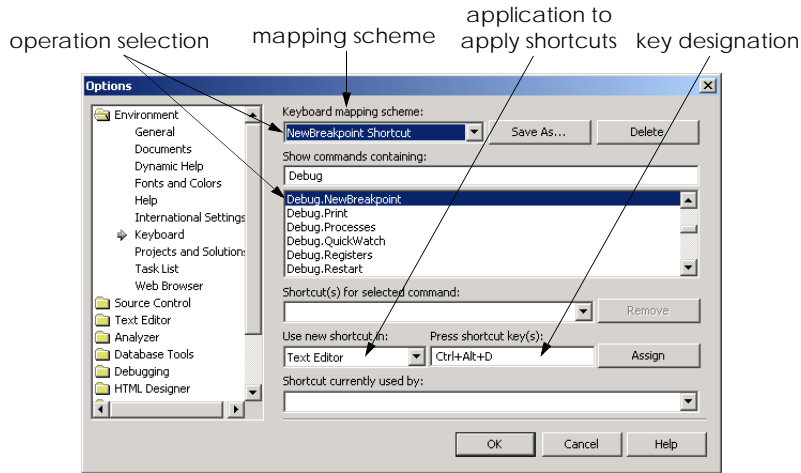 application to
operation selection mapping scheme apply shortcuts key designation
Options
Environment
General
Documents
Dynamic Help
Fonts and Colors
Help
International Settings
Keyboard
Projects and Solution
Task List
Web Browser
Source Control
Text Editor
Analyzer
Database Tools
Debugging
HTML Designer
Keyboard mapping scheme:
NewBreakpoint Shortcut Save As... Delete
Show commands containing:
Debug
Debug.NewBreakpoint
Debug.Print
Debug.Processes
Debug.QuickWatch
Debug.Registers
Debug.Restart
Shortcut(s) for selected command:
Remove
Use new shortcut in: Press shortcut key(s):
Text Editor Ctrl+Alt+D Assign
Shortcut currently used by:
OK Cancel Help